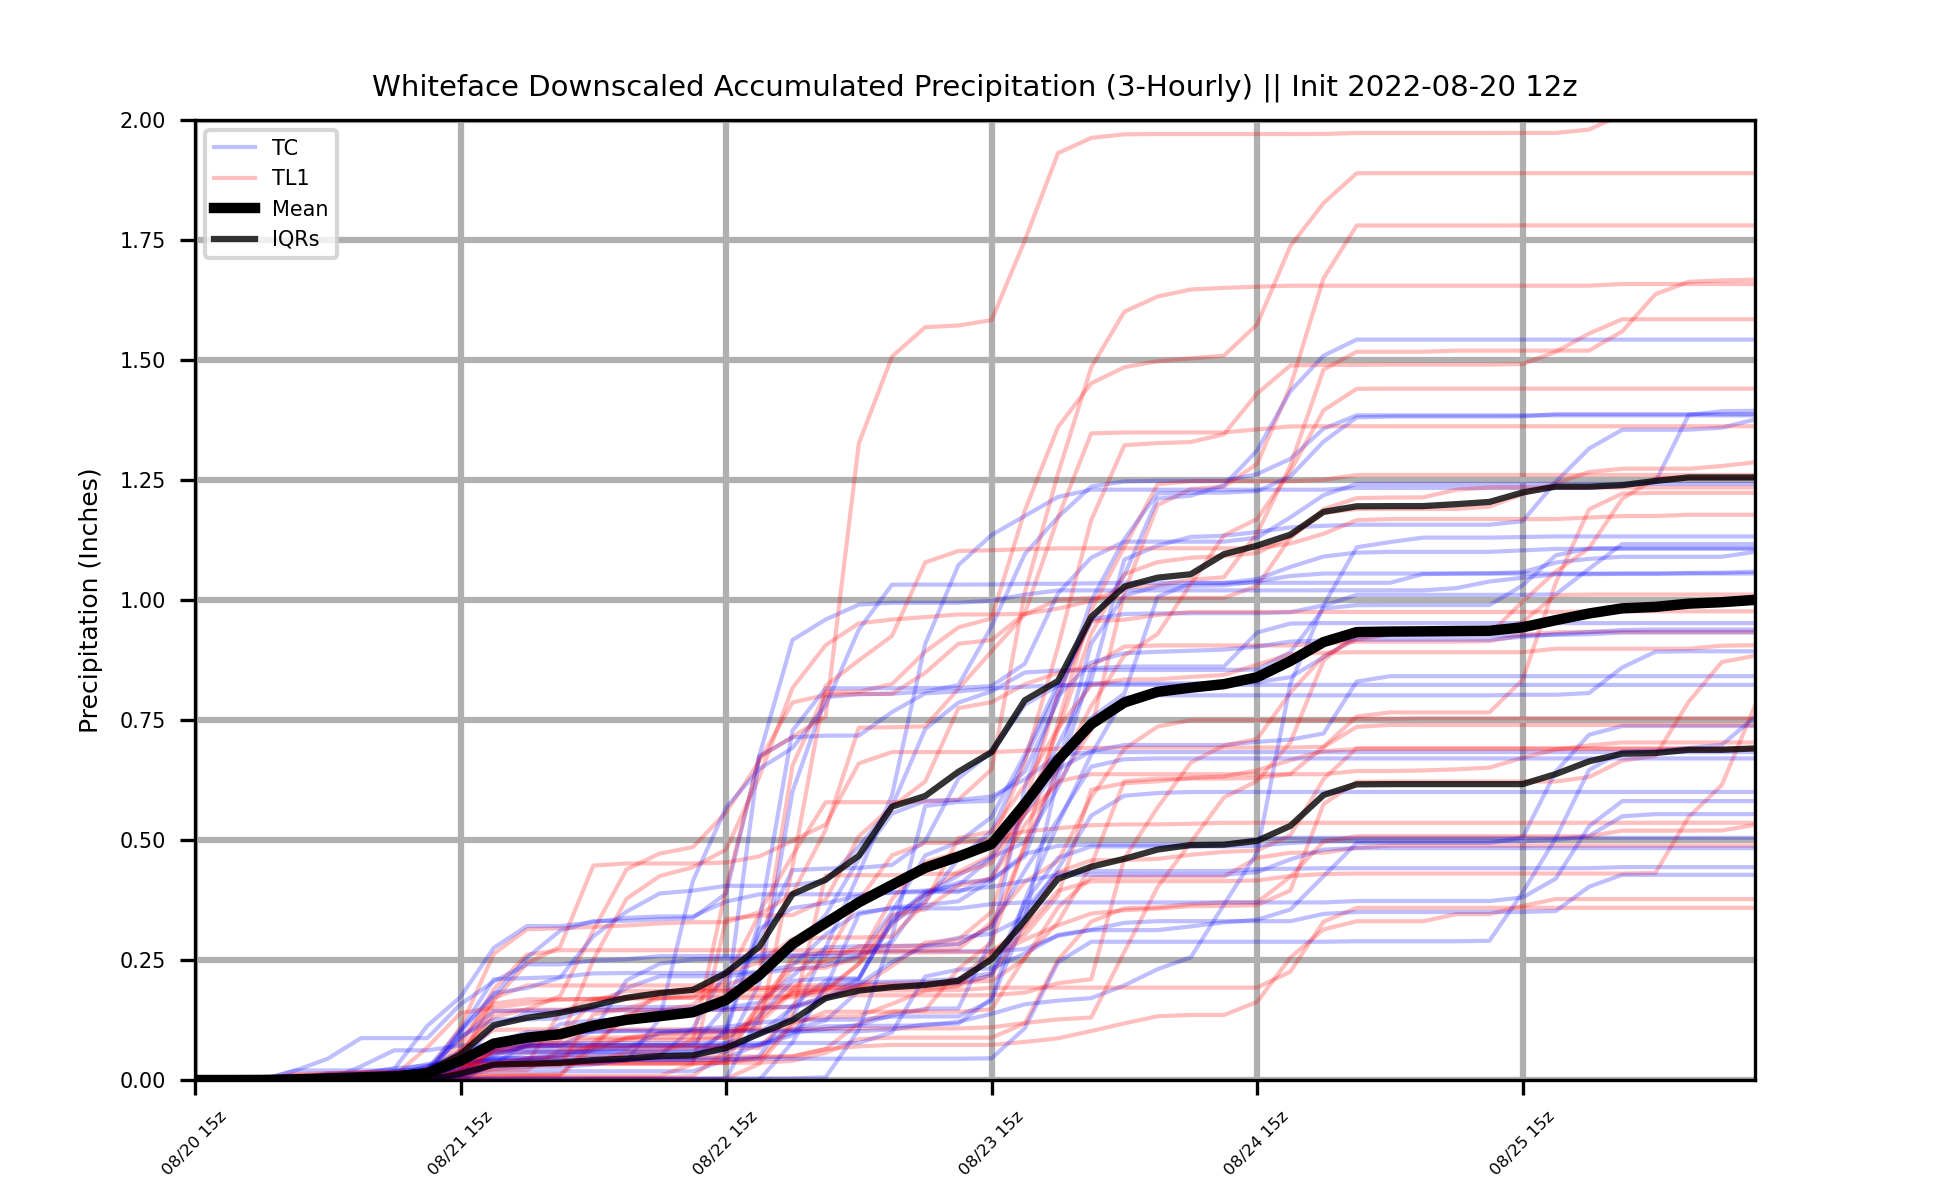 Whiteface Downscaled Accumulated Precipitation (3-Hourly) || Init 2022-08-20 12z
Precipitation (Inches)
2.00
1.75
1.50
1.25
1.00
0.75
0.50
0.25
0.00
TC
TL1
Mean
IQRs
08/20 15z
08/21 15z
08/22 15z
08/23 15z
08/24 15z
08/25 15z